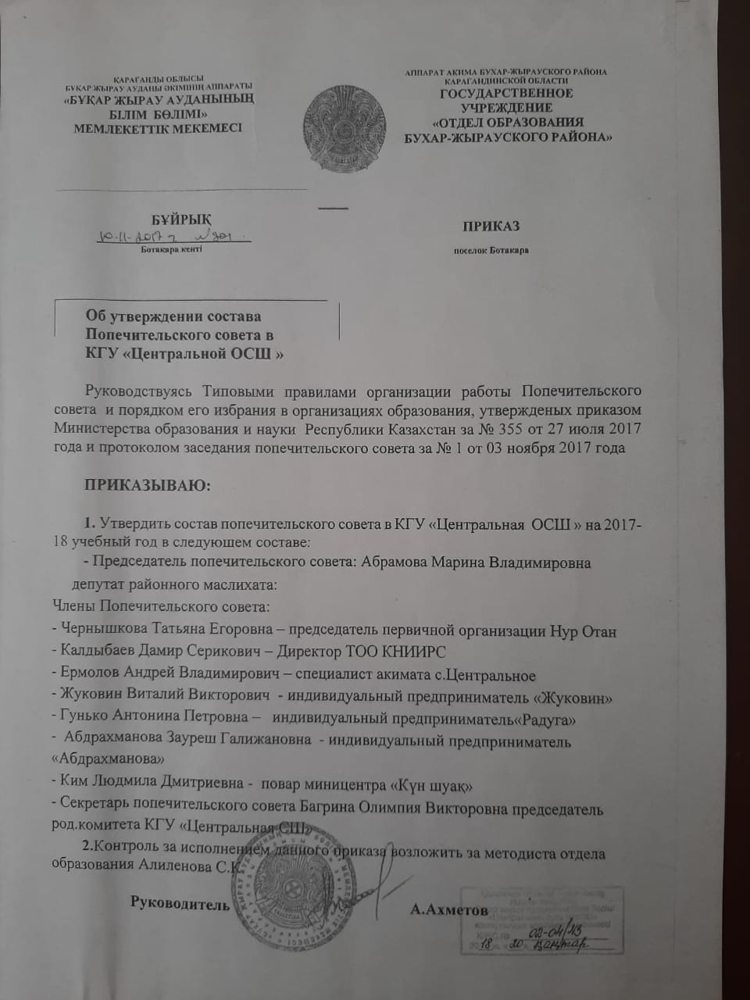 ҚАРАҒАНДЫ ОБЛЫСЫ
БҰҚАР ЖЫРАУ АУДАНЫ ӘКІМІНІҢ АППАРАТЫ
«БҰҚАР ЖЫРАУ АУДАНЫНЫҢ
БІЛІМ БӨЛІМІ»
МЕМЛЕКЕТТІК МЕКЕМЕСІ
АППАРАТ АКИМА БУХАР-ЖЫРАУСКОГО РАЙОНА
КАРАГАНДИНСКОЙ ОБЛАСТИ
ГОСУДАРСТВЕННОЕ
УЧРЕЖДЕНИЕ
«ОТДЕЛ ОБРАЗОВАНИЯ
БУХАР-ЖЫРАУСКОГО РАЙОНА»
БҰЙРЫҚ
10-11-2017 г №301
Ботақара кенті
ПРИКАЗ
поселок Ботакара
Об утверждении состава
Попечительского совета в
КГУ «Центральной ОСШ »
Руководствуясь Типовыми правилами организации работы Попечительского
совета и порядком его избрания в организациях образования, утвержденых приказом
Министерства образования и науки Республики Казахстан за № 355 от 27 июля 2017
года и протоколом заседания попечительского совета за № 1 от 03 ноября 2017 года
ПРИКАЗЫВАЮ:
1. Утвердить состав попечительского совета в КГУ «Центральная ОСШ » на 2017-
18 учебный год в следующем составе:
- Председатель попечительского совета: Абрамова Марина Владимировна
депутат районного маслихата:
Члены Попечительского совета:
- Чернышкова Татьяна Егоровна – председатель первичной организации Нур Отан
- Калдыбаев Дамир Серикович – Директор ТОО КНИИРС
- Ермолов Андрей Владимирович – специалист акимата с.Центральное
- Жуковин Виталий Викторович - индивидуальный предприниматель «Жуковин»
- Гунько Антонина Петровна – индивидуальный предприниматель«Радуга»
- Абдрахманова Зауреш Галижановна - индивидуальный предприниматель
«Абдрахманова»
- Ким Людмила Дмитриевна - повар миницентра «Күн шуақ»
- Секретарь попечительского совета Багрина Олимпия Викторовна председатель
род.комитета КГУ «Центральная СШ»
2.Контроль за исполнением данного приказа возложить за методиста отдела
образования Алиленова С.К.
Руководитель
А.Ахметов
02-04/43
18 20 қаңтар